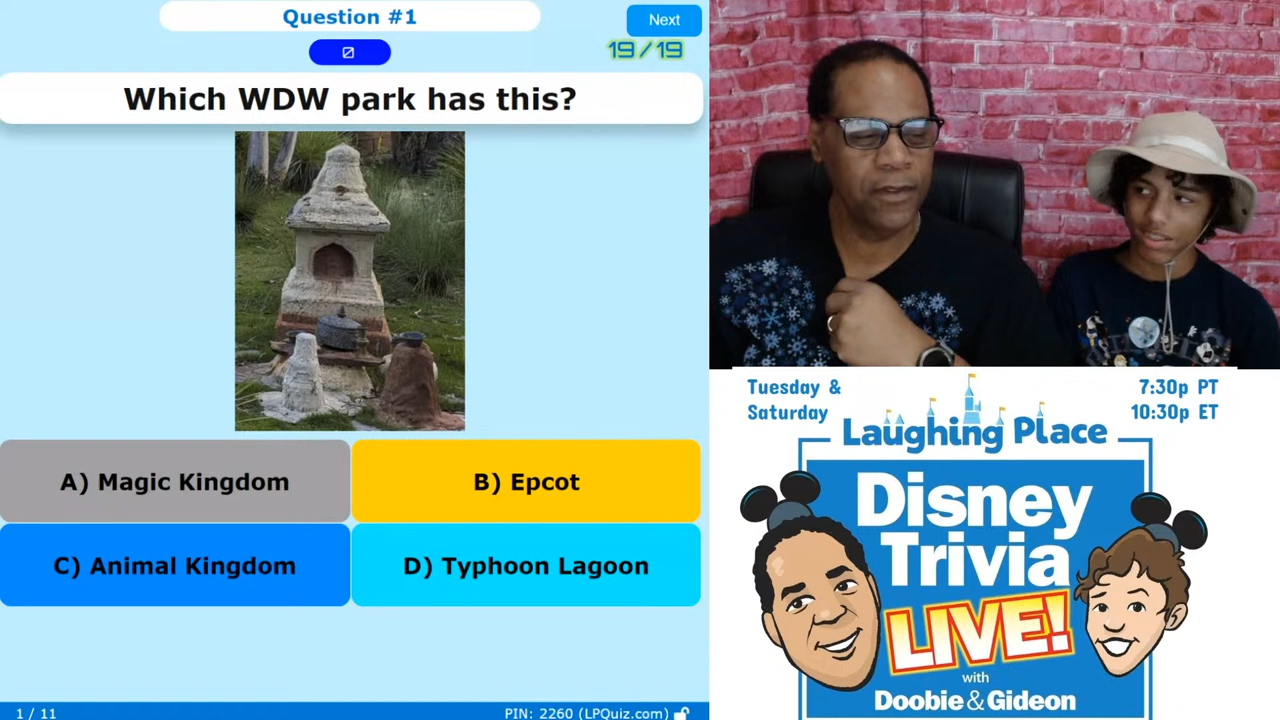 Question #1
Next
19/19
Which WDW park has this?
A) Magic Kingdom
B) Epcot
C) Animal Kingdom
D) Typhoon Lagoon
1 / 11
PIN: 2260 (LPQuiz.com)
Tuesday &
Saturday
7:30p PT
10:30p ET
Laughing Place
Disney
Trivia
LIVE!
with
Doobie & Gideon